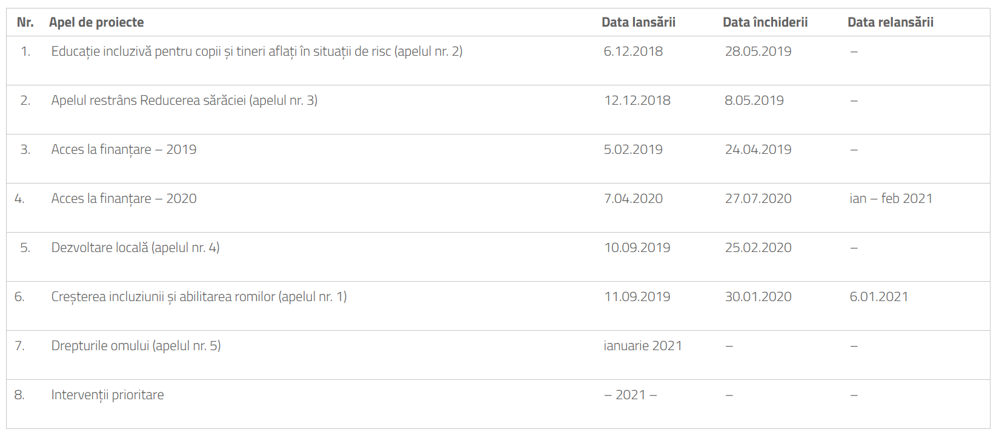 Nr. Apel de proiecte Data lansării Data închiderii Data relansării
1. Educație incluzivă pentru copii și tineri aflați în situații de risc (apelul nr. 2) 6.12.2018 28.05.2019 –
2. Apelul restrâns Reducerea sărăciei (apelul nr. 3) 12.12.2018 8.05.2019 –
3. Acces la finanțare – 2019 5.02.2019 24.04.2019 –
4. Acces la finanțare – 2020 7.04.2020 27.07.2020 ian – feb 2021
5. Dezvoltare locală (apelul nr. 4) 10.09.2019 25.02.2020 –
6. Creșterea incluziunii și abilitarea romilor (apelul nr. 1) 11.09.2019 30.01.2020 6.01.2021
7. Drepturile omului (apelul nr. 5) ianuarie 2021 – –
8. Intervenții prioritare – 2021 – – –